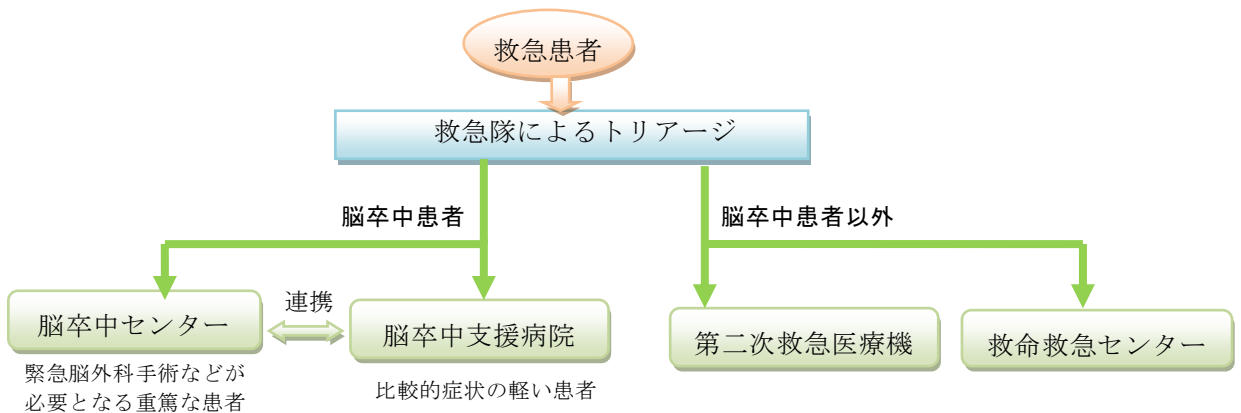 救急患者
救急隊によるトリアージ
脳卒中患者
脳卒中患者以外
脳卒中センター
連携
脳卒中支援病院
第二次救急医療機
救命救急センター
緊急脳外科手術などが
必要となる重篤な患者
比較的症状の軽い患者